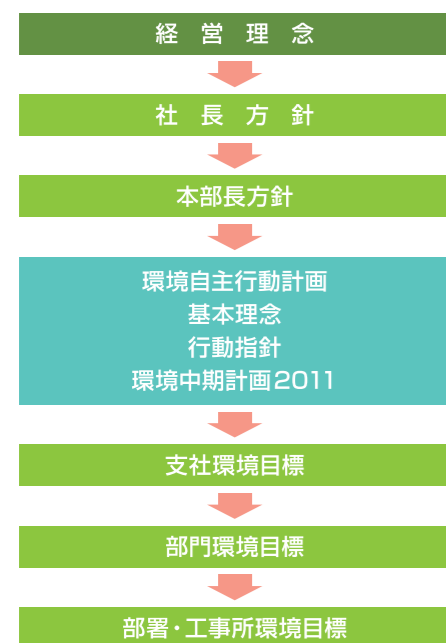 経営理念
社長方針
本部長方針
環境自主行動計画
基本理念
行動指針
環境中期計画2011
支社環境目標
部門環境目標
部署・工事所環境目標